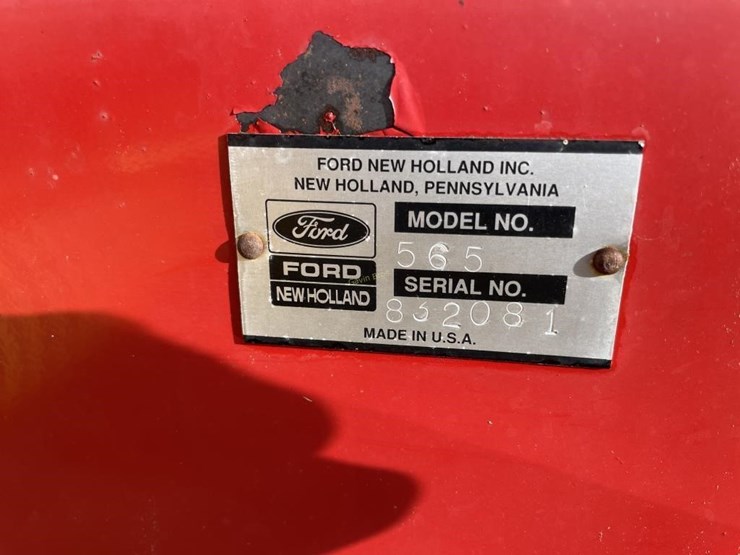 FORD NEW HOLLAND INC.
NEW HOLLAND, PENNSYLVANIA
Ford
MODEL NO.
565
FORD
NEW HOLLAND
SERIAL NO.
832081
MADE IN U.S.A.